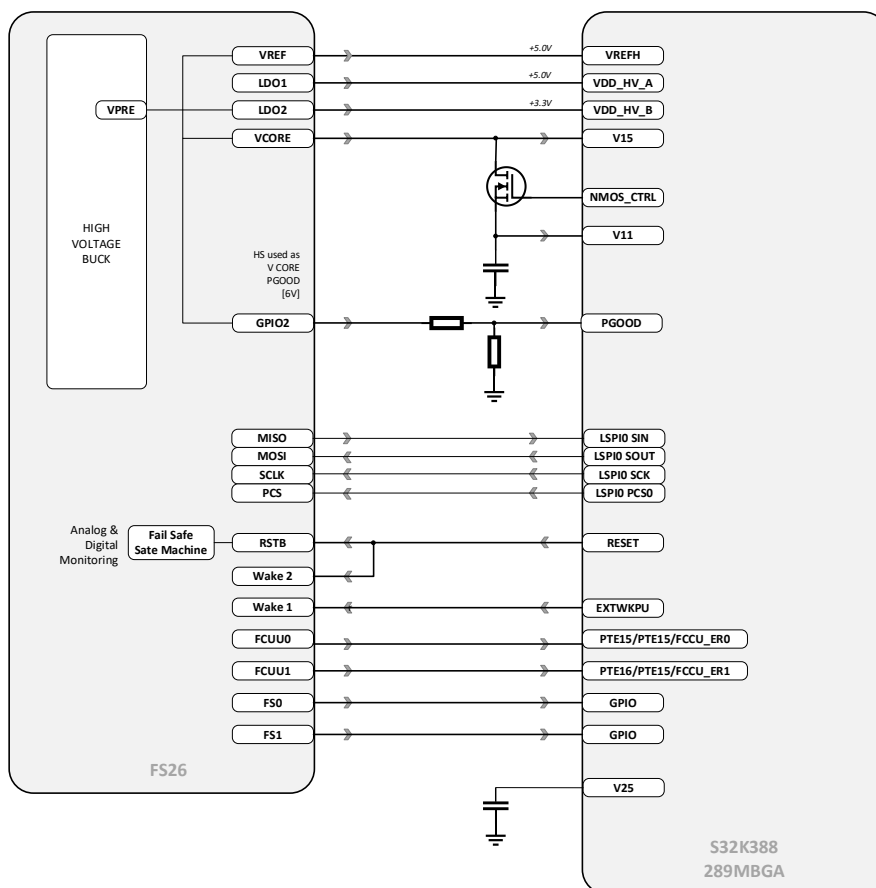 VREF
+5.0V
VREFH
LDO1
+5.0V
VDD_HV_A
VPRE
LDO2
+3.3V
VDD_HV_B
VCORE
V15
NMOS_CTRL
HIGH
VOLTAGE
BUCK
V11
HS used as
V CORE
PGOOD
[6V]
GPIO2
PGOOD
MISO
LSPI0 SIN
MOSI
LSPI0 SOUT
SCLK
LSPI0 SCK
PCS
LSPI0 PCS0
Analog &
Digital
Monitoring
Fail Safe
Sate Machine
RSTB
RESET
Wake 2
Wake 1
EXTWKPU
FCUU0
PTE15/PTE15/FCCU_ER0
FCUU1
PTE16/PTE15/FCCU_ER1
FS0
GPIO
FS1
GPIO
FS26
V25
S32K388
289MBGA